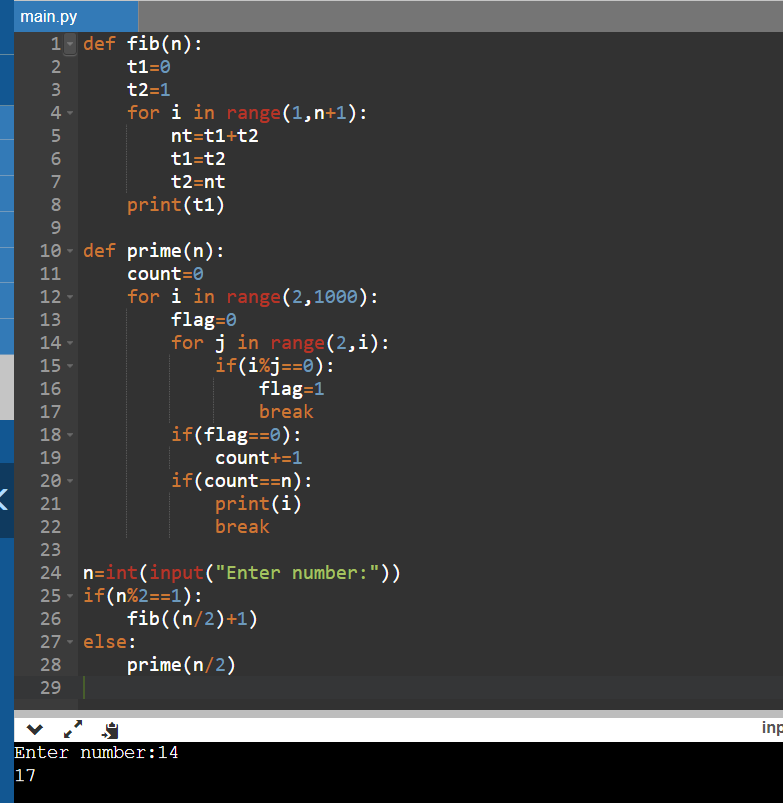 main.py
1 def fib(n):
2     t1=0
3     t2=1
4     for i in range(1,n+1):
5         nt=t1+t2
6         t1=t2
7         t2=nt
8     print(t1)
9
10 def prime(n):
11     count=0
12     for i in range(2,1000):
13         flag=0
14         for j in range(2,i):
15             if(i%j==0):
16                 flag=1
17                 break
18         if(flag==0):
19             count+=1
20         if(count==n):
21             print(i)
22             break
23
24 n=int(input("Enter number:"))
25 if(n%2==1):
26     fib((n/2)+1)
27 else:
28     prime(n/2)
29
inp
Enter number:14
17